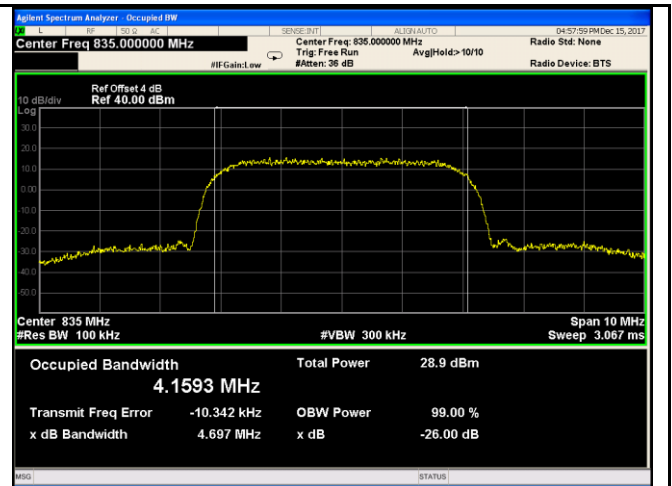 Agilent Spectrum Analyzer - Occupied BW
L RF 50 Ω AC SENSE:INT ALIGN AUTO 04:57:59 PM Dec 15, 2017
Center Freq 835.000000 MHz Center Freq: 835.000000 MHz Radio Std: None
Trig: Free Run Avg|Hold:> 10/10
#IFGain:Low #Atten: 36 dB Radio Device: BTS
Ref Offset 4 dB
10 dB/div Ref 40.00 dBm
Log
30.0
20.0
10.0
0.00
-10.0
-20.0
-30.0
-40.0
-50.0
Center 835 MHz Span 10 MHz
#Res BW 100 kHz #VBW 300 kHz Sweep 3.067 ms
Occupied Bandwidth Total Power 28.9 dBm
4.1593 MHz
Transmit Freq Error -10.342 kHz OBW Power 99.00 %
x dB Bandwidth 4.697 MHz x dB -26.00 dB
MSG STATUS